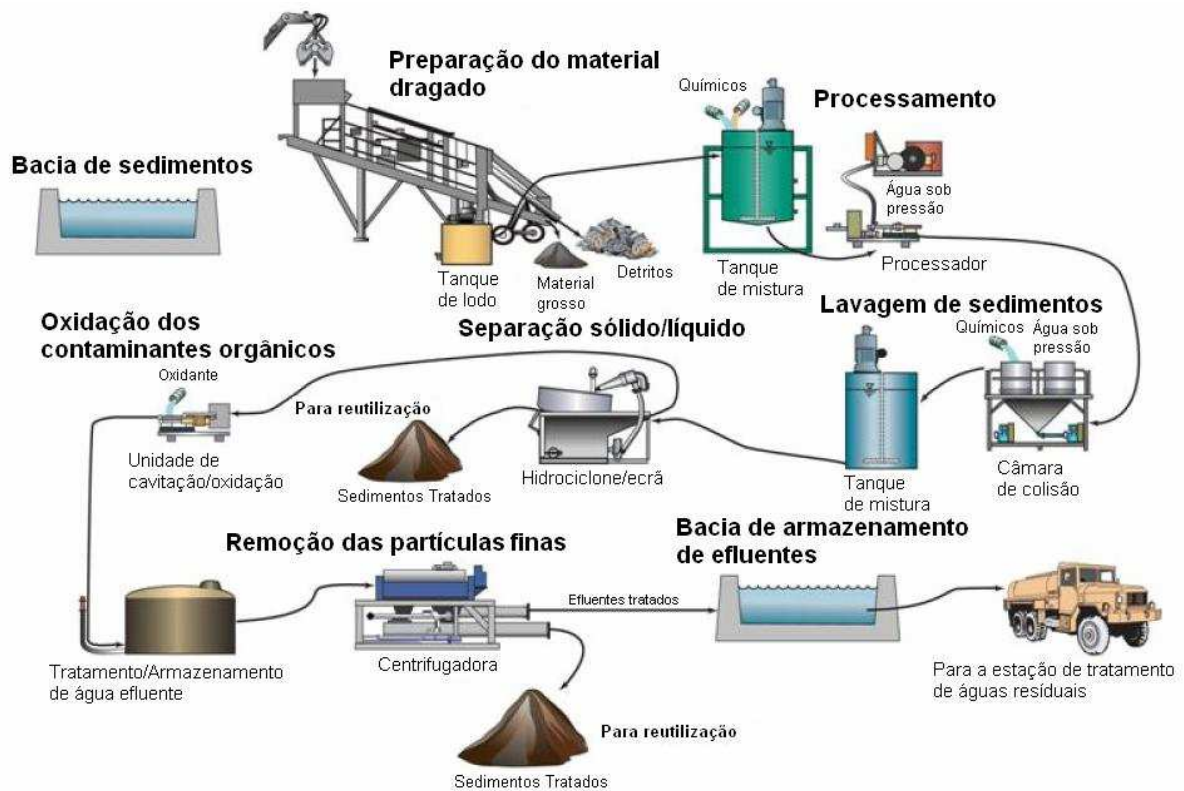 Preparação do material
dragado
Químicos
Processamento
Bacia de sedimentos
Água sob
pressão
Tanque
de lodo
Material
grosso
Detritos
Tanque
de mistura
Processador
Oxidação dos
contaminantes orgânicos
Separação sólido/líquido
Lavagem de sedimentos
Químicos
Água sob
pressão
Oxidante
Para reutilização
Unidade de
cavitação/oxidação
Sedimentos Tratados
Hidrociclone/ecrã
Tanque
de mistura
Câmara
de colisão
Remoção das partículas finas
Bacia de armazenamento
de efluentes
Efluentes tratados
Tratamento/Armazenamento
de água efluente
Centrifugadora
Para a estação de tratamento
de águas resíduais
Para reutilização
Sedimentos Tratados